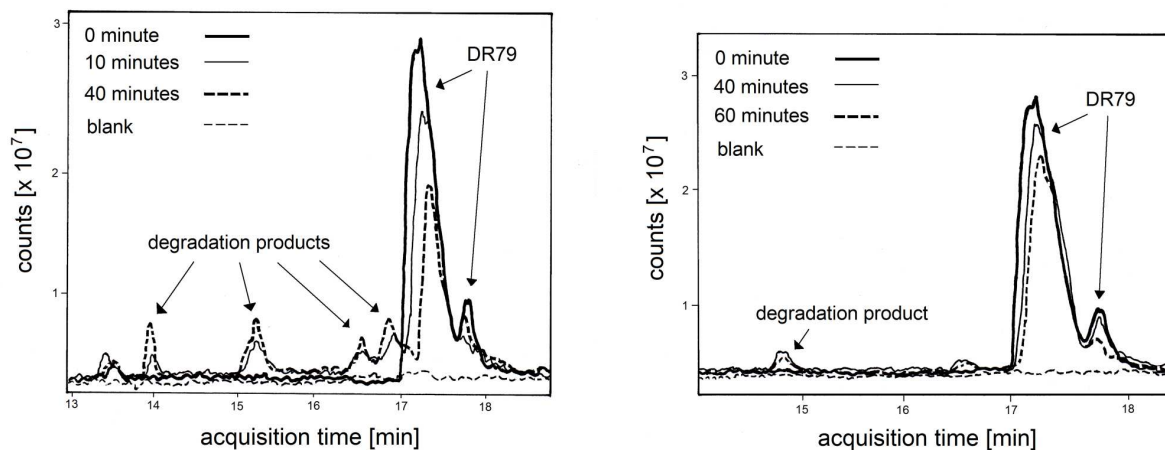 3
0 minute
10 minutes
40 minutes
blank
DR79
2
degradation products
1
counts [x 10⁷]
13 14 15 16 17 18
acquisition time [min]
3
0 minute
40 minutes
60 minutes
blank
DR79
2
degradation product
1
counts [x 10⁷]
15 16 17 18
acquisition time [min]